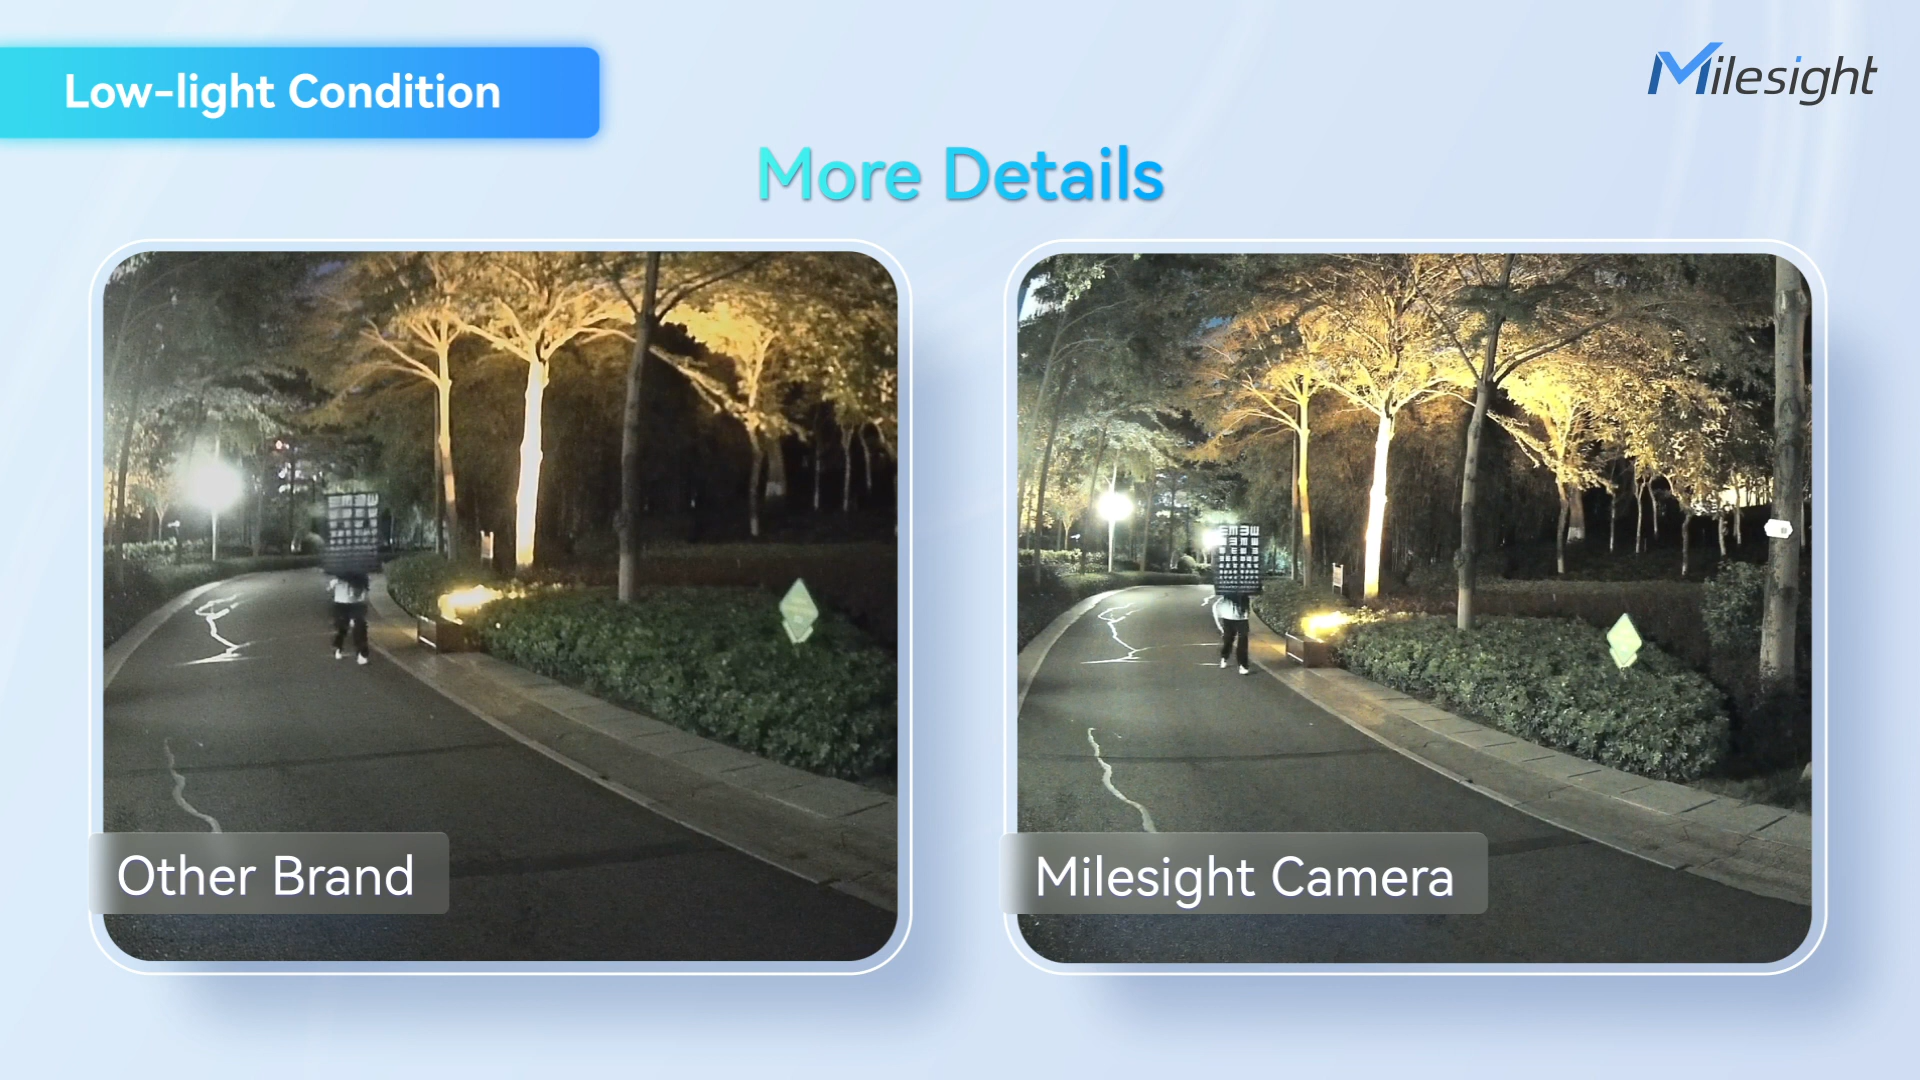 Low-light Condition
Milesight
More Details
Other Brand
Milesight Camera